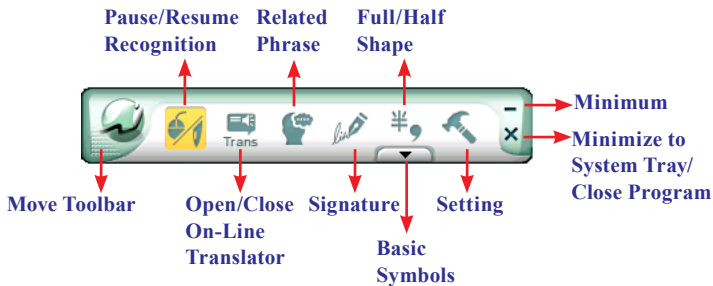 Pause/Resume
Recognition
Related
Phrase
Full/Half
Shape
Trans
半,
Minimum
Minimize to
System Tray/
Close Program
Move Toolbar
Open/Close
On-Line
Translator
Signature
Basic
Symbols
Setting